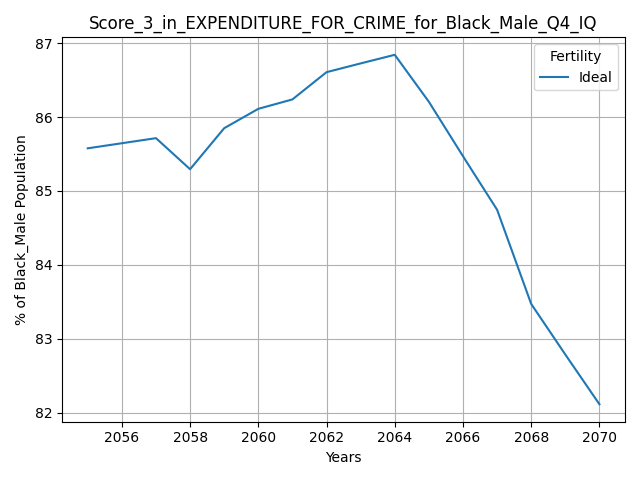 Score_3_in_EXPENDITURE_FOR_CRIME_for_Black_Male_Q4_IQ
87
86
85
84
83
82
% of Black_Male Population
Fertility
Ideal
2056 2058 2060 2062 2064 2066 2068 2070
Years